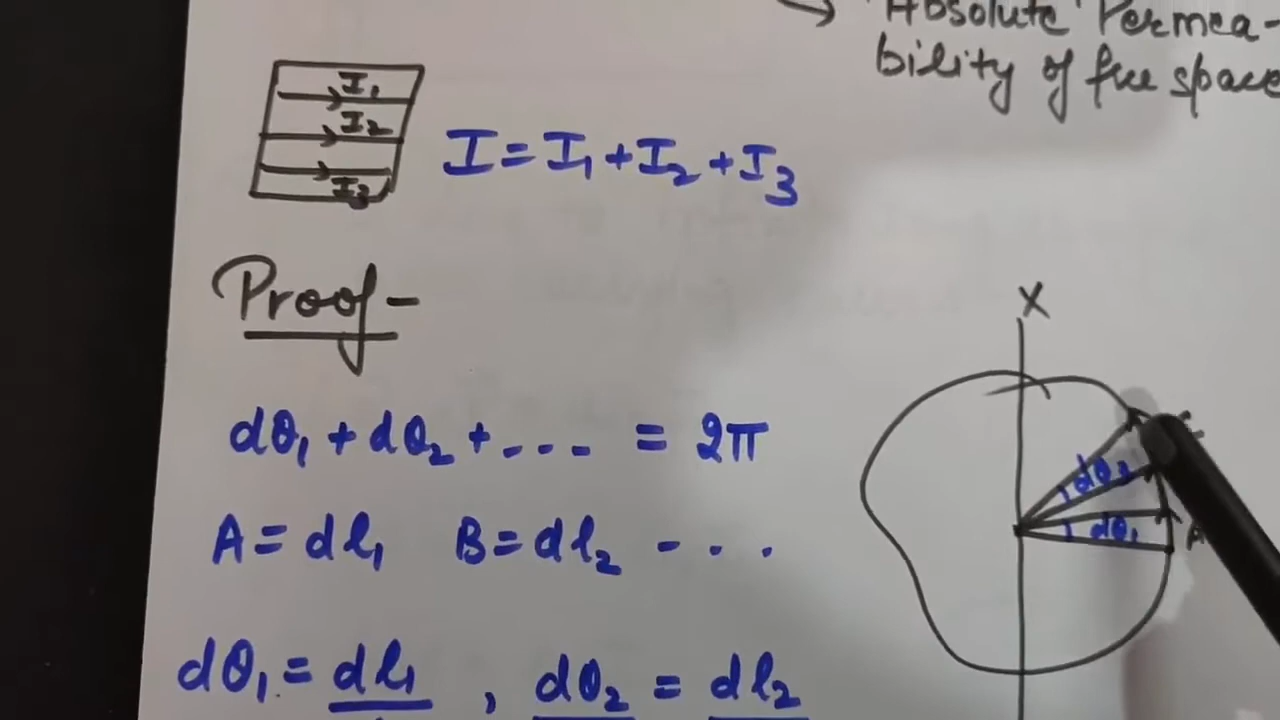 Absolute Permea-
bility of free space
I₁
I₂
I₃
I = I₁ + I₂ + I₃
Proof -
X
dθ₁ + dθ₂ + ... = 2π
dθ₂
dθ₁
A
A = dl₁ B = dl₂ - - .
dθ₁ = dl₁ , dθ₂ = dl₂